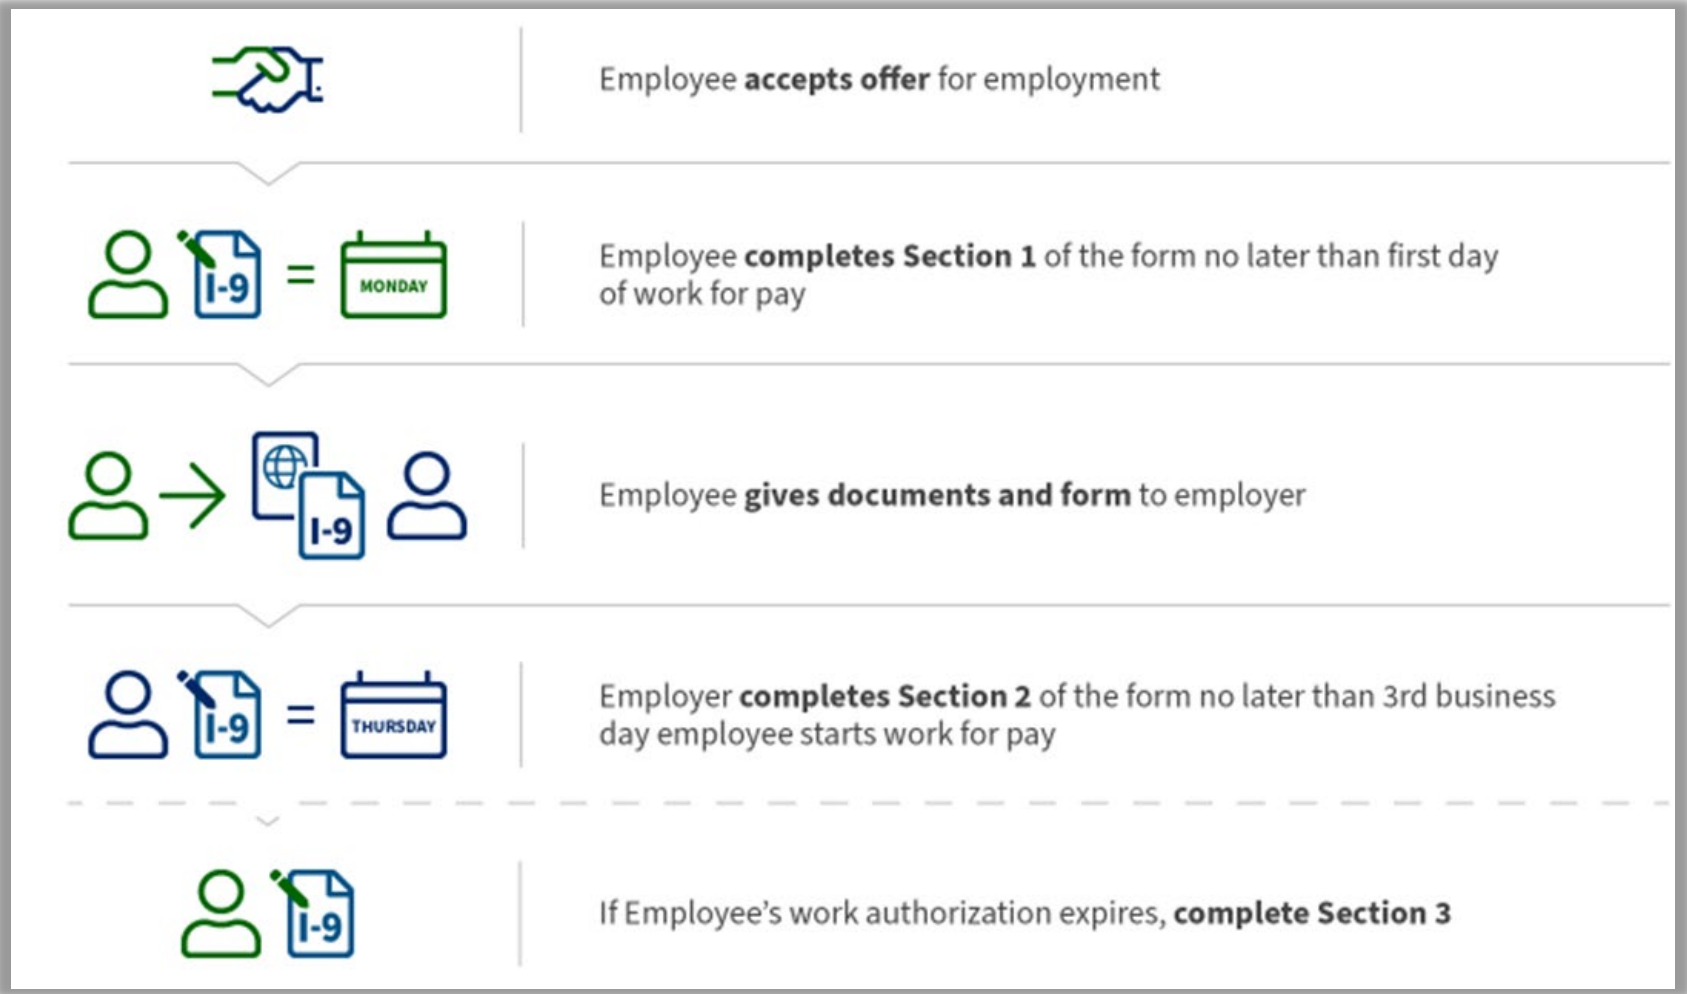 Employee accepts offer for employment
I-9
=
MONDAY
Employee completes Section 1 of the form no later than first day
of work for pay
I-9
Employee gives documents and form to employer
I-9
=
THURSDAY
Employer completes Section 2 of the form no later than 3rd business
day employee starts work for pay
I-9
If Employee’s work authorization expires, complete Section 3